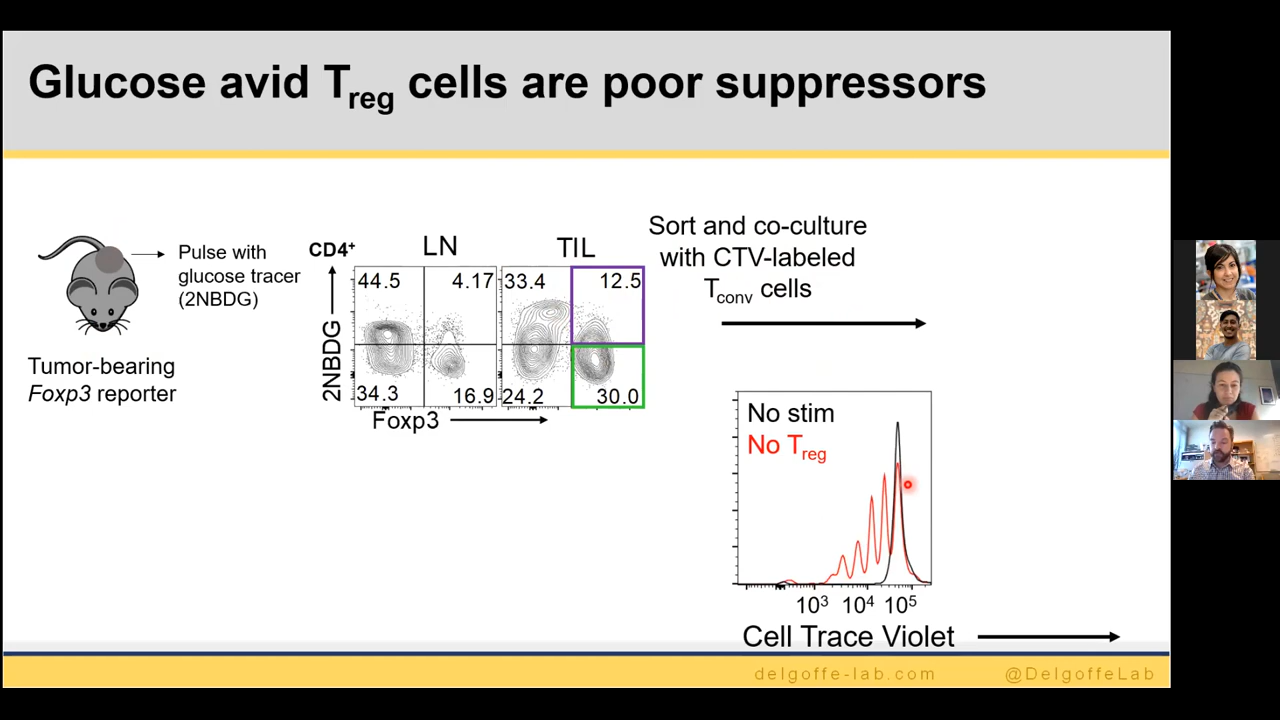 Glucose avid Treg cells are poor suppressors
Pulse with
glucose tracer
(2NBDG)
Tumor-bearing
Foxp3 reporter
CD4+
LN
TIL
2NBDG
44.5
4.17
33.4
12.5
34.3
16.9
24.2
30.0
Foxp3
Sort and co-culture
with CTV-labeled
Tconv cells
No stim
No Treg
10³
10⁴
10⁵
Cell Trace Violet
delgoffe-lab.com
@DelgoffeLab